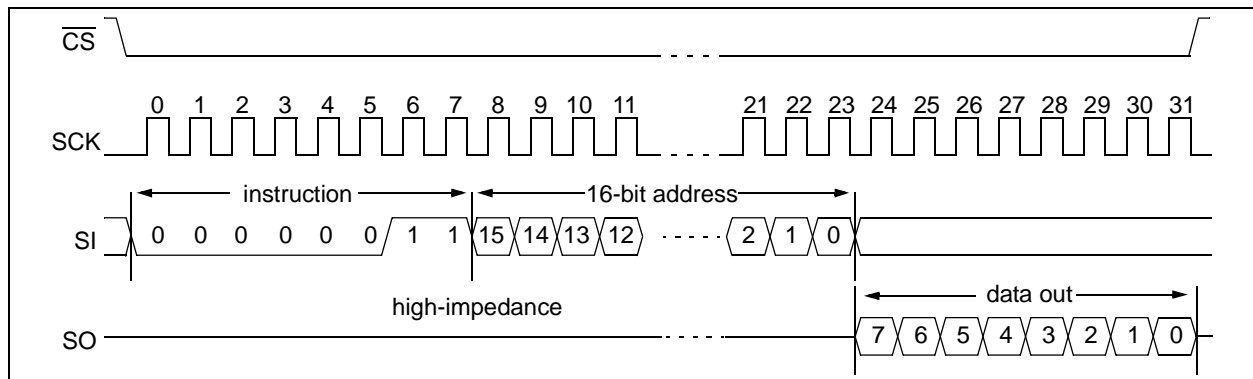 CS
0 1 2 3 4 5 6 7 8 9 10 11 21 22 23 24 25 26 27 28 29 30 31
SCK
instruction 16-bit address
SI 0 0 0 0 0 0 1 1 15 14 13 12 2 1 0
high-impedance data out
SO 7 6 5 4 3 2 1 0